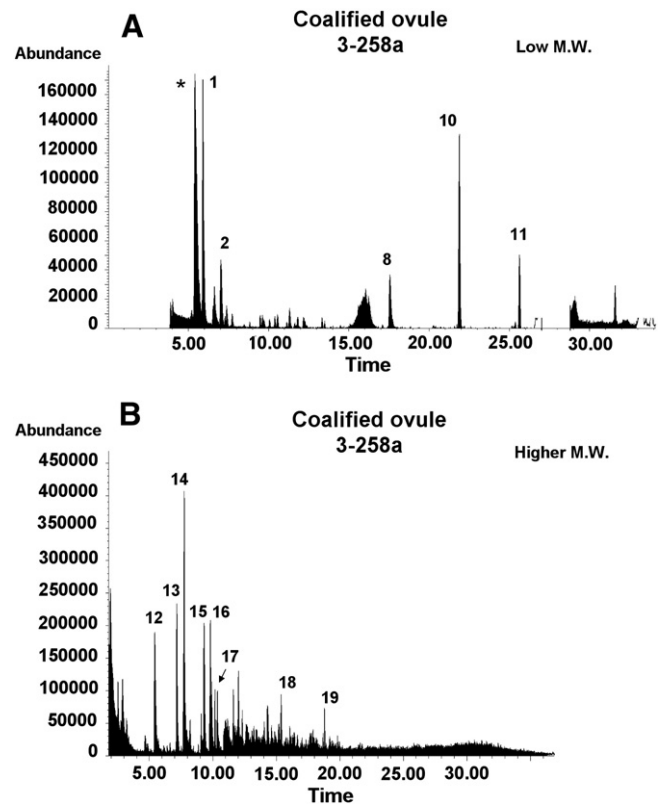 A
Coalified ovule
3-258a
Low M.W.
Abundance
160000
140000
120000
100000
80000
60000
40000
20000
0
*
1
2
8
10
11
5.00 10.00 15.00 20.00 25.00 30.00
Time
B
Coalified ovule
3-258a
Higher M.W.
Abundance
450000
400000
350000
300000
250000
200000
150000
100000
50000
0
12
13
14
15
16
17
18
19
5.00 10.00 15.00 20.00 25.00 30.00
Time